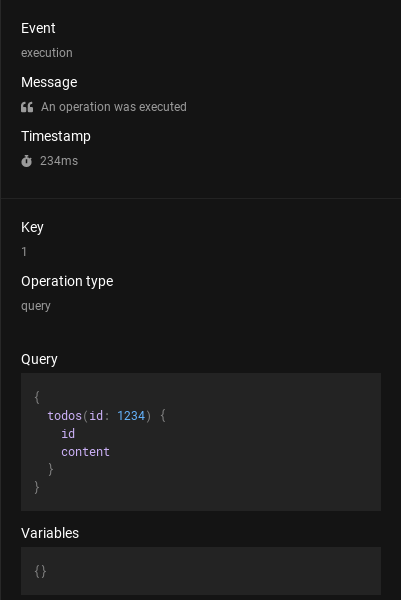 Event
execution
Message
An operation was executed
Timestamp
234ms
Key
1
Operation type
query
Query
{
  todos(id: 1234) {
    id
    content
  }
}
Variables
{}